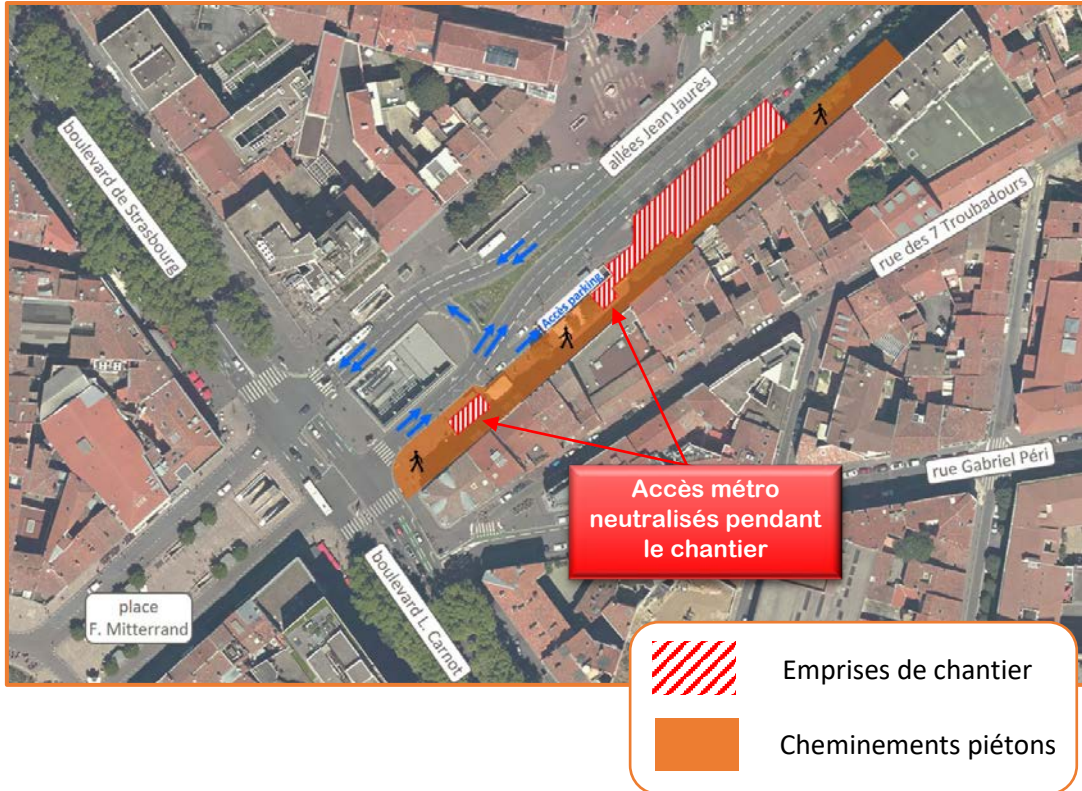 allées Jean Jaurès
boulevard de Strasbourg
rue des 7 Troubadours
Accès parking
rue Gabriel Péri
Accès métro
neutralisés pendant
le chantier
boulevard L. Carnot
place
F. Mitterrand
Emprises de chantier
Cheminements piétons